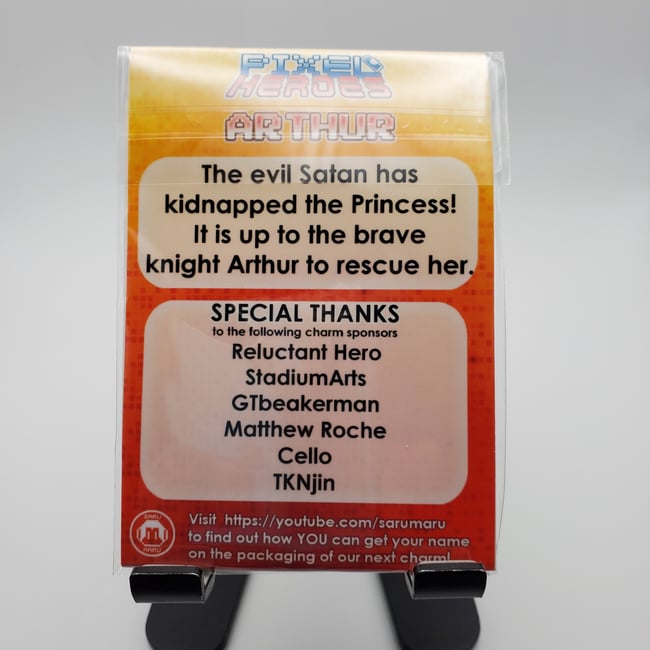 PIXEL
HEROES
ARTHUR
The evil Satan has
kidnapped the Princess!
It is up to the brave
knight Arthur to rescue her.
SPECIAL THANKS
to the following charm sponsors
Reluctant Hero
StadiumArts
GTbeakerman
Matthew Roche
Cello
TKNjin
SARU
MARU
Visit https://youtube.com/sarumaru
to find out how YOU can get your name
on the packaging of our next charm!